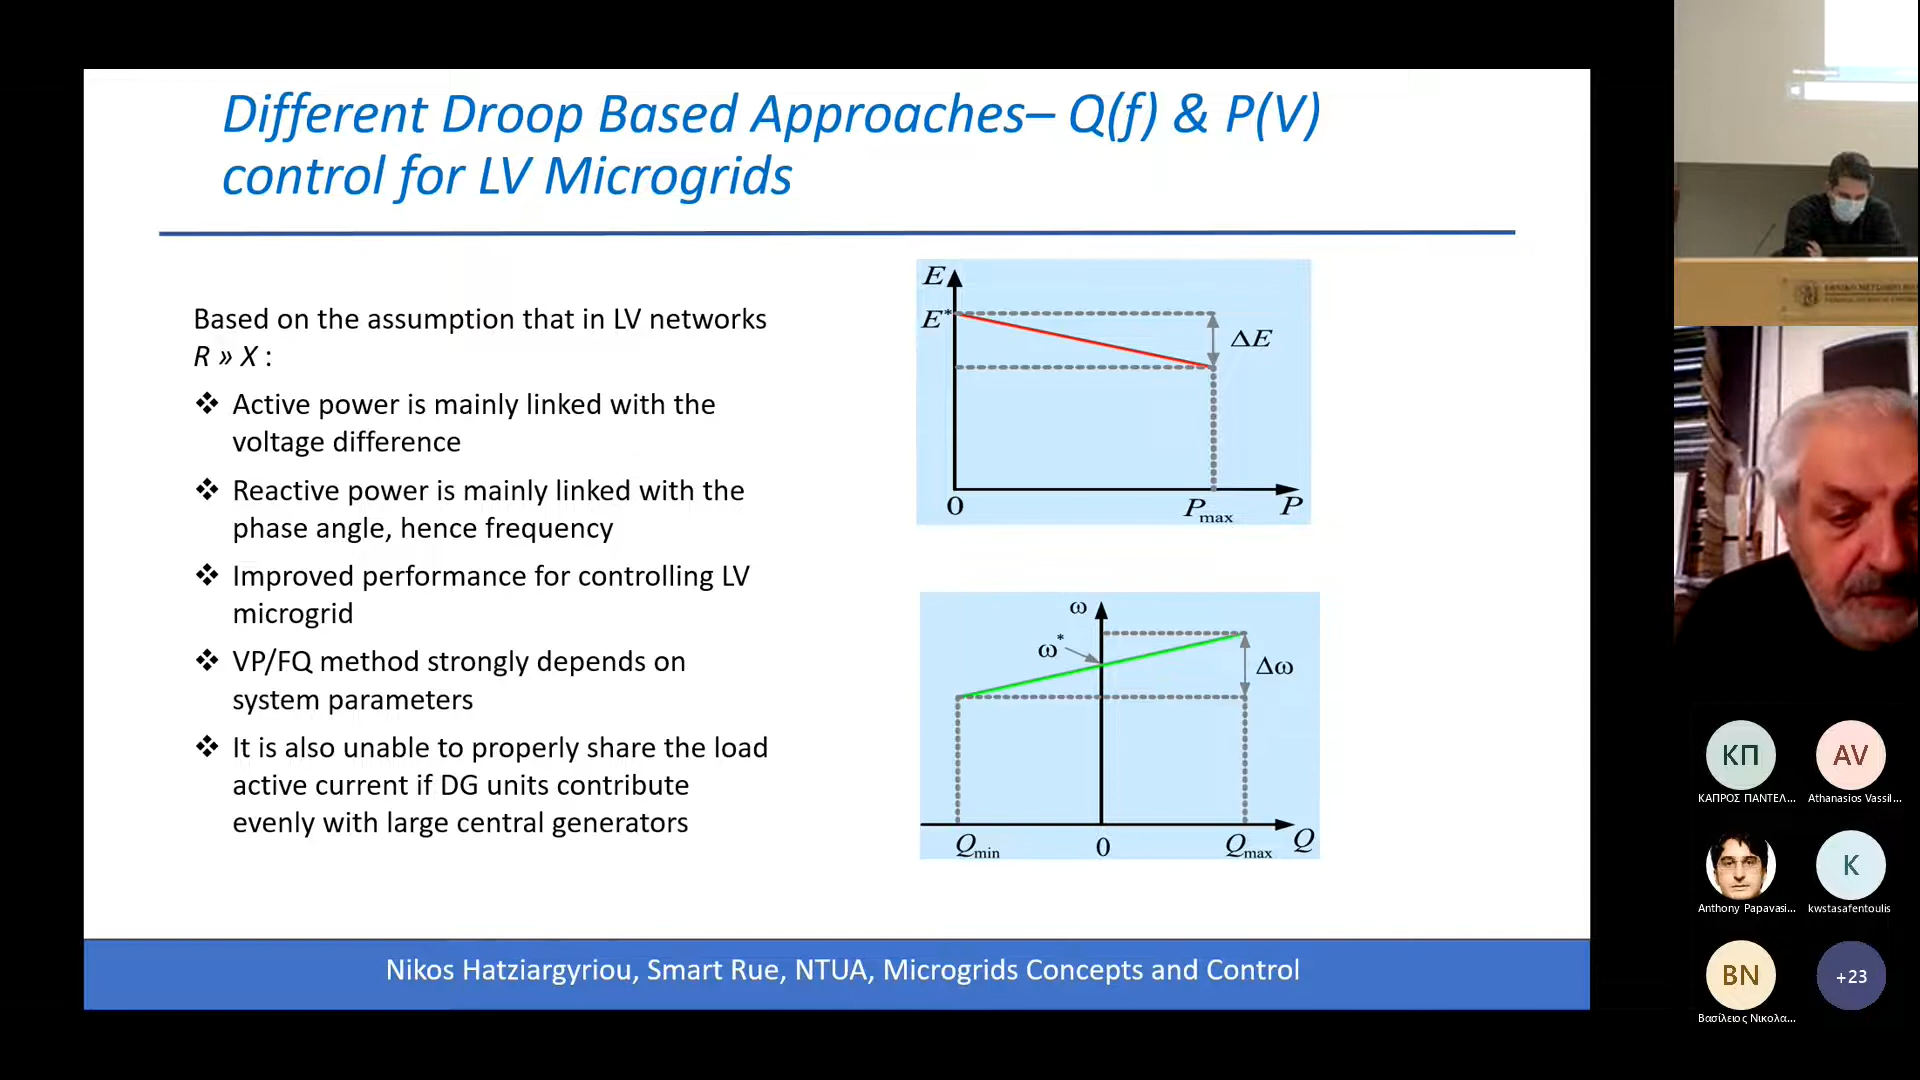 Different Droop Based Approaches– Q(f) & P(V)
control for LV Microgrids
Based on the assumption that in LV networks
R » X :
❖ Active power is mainly linked with the
voltage difference
❖ Reactive power is mainly linked with the
phase angle, hence frequency
❖ Improved performance for controlling LV
microgrid
❖ VP/FQ method strongly depends on
system parameters
❖ It is also unable to properly share the load
active current if DG units contribute
evenly with large central generators
E
E*
ΔE
0
Pmax
P
ω
ω*
Δω
Qmin
0
Qmax
Q
Nikos Hatziargyriou, Smart Rue, NTUA, Microgrids Concepts and Control
ΚΠ
ΚΑΠΡΟΣ ΠΑΝΤΕΛ...
AV
Athanasios Vassil...
Anthony Papavasi...
K
kwstasafentoulis
BN
Βασίλειος Νικολα...
+23